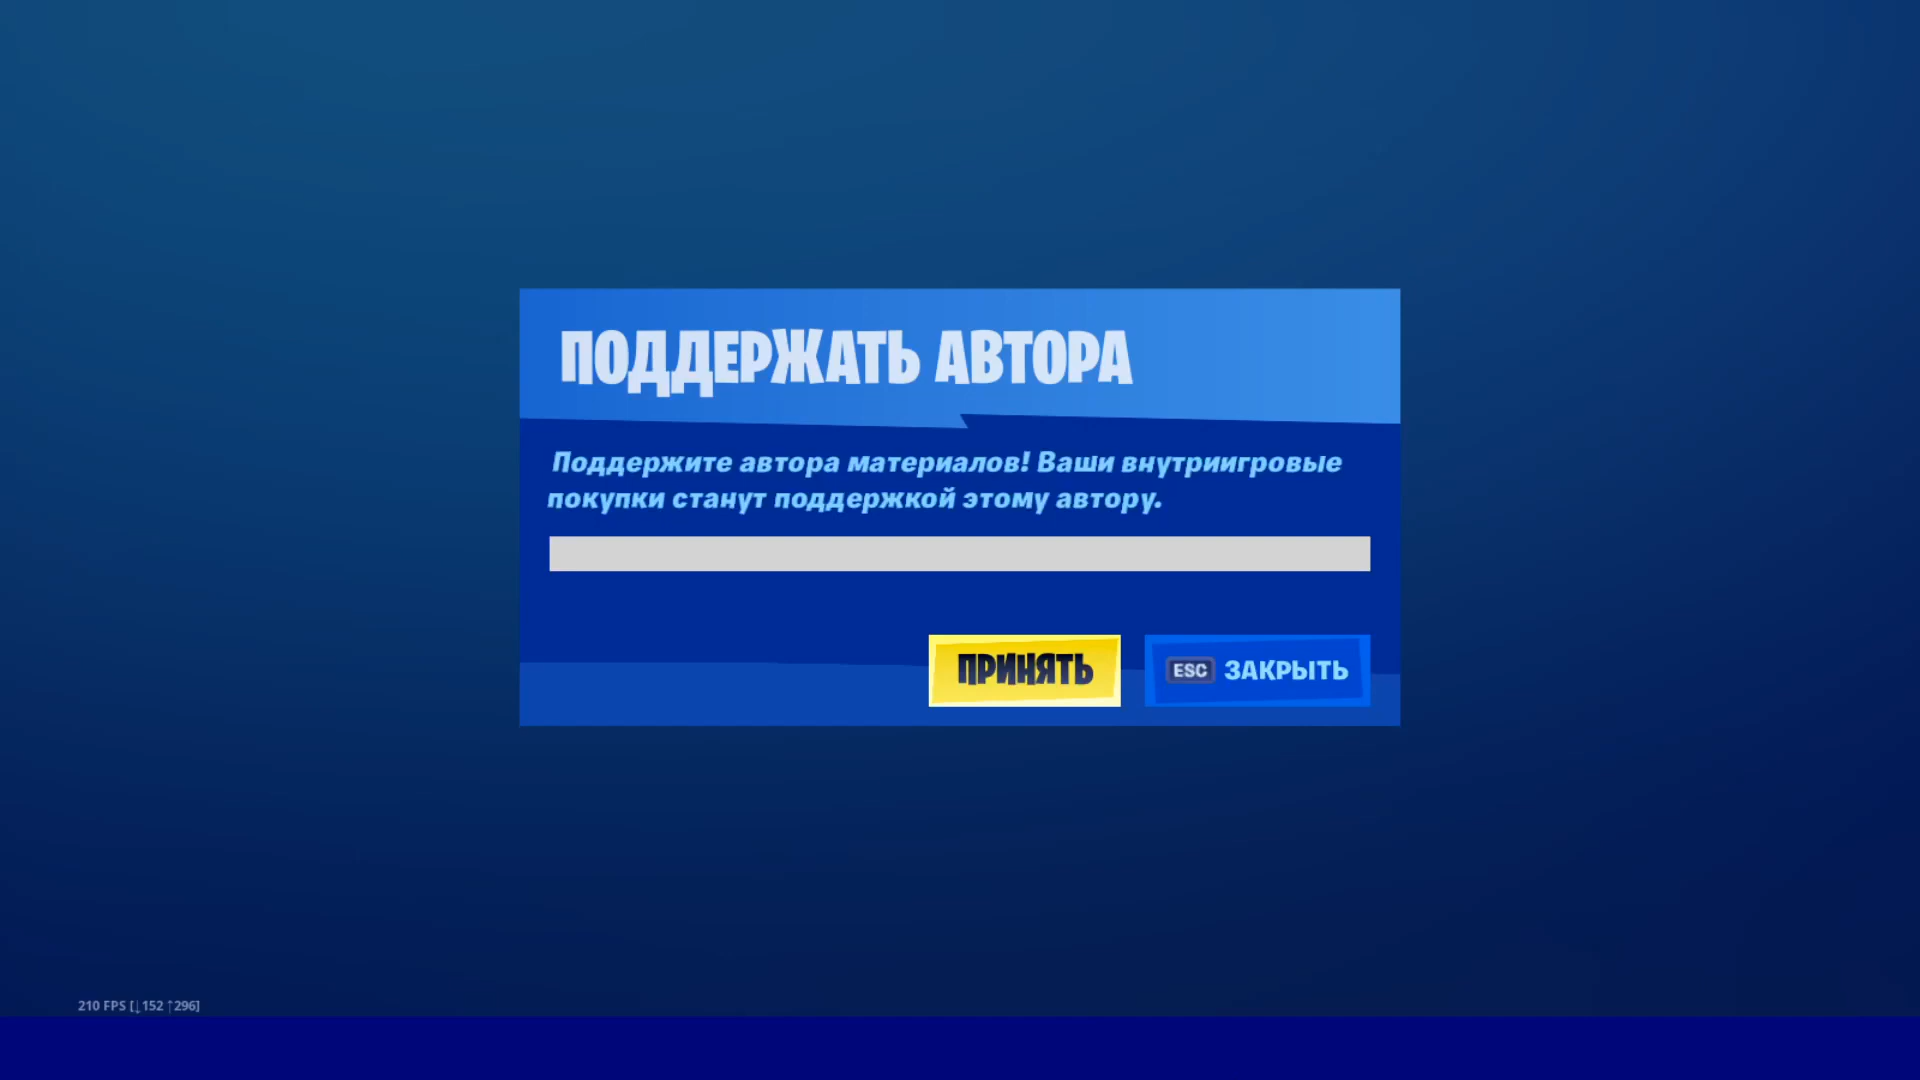 ПОДДЕРЖАТЬ АВТОРА
Поддержите автора материалов! Ваши внутриигровые
покупки станут поддержкой этому автору.
ПРИНЯТЬ
ESC ЗАКРЫТЬ
210 FPS [↓152 ↑296]